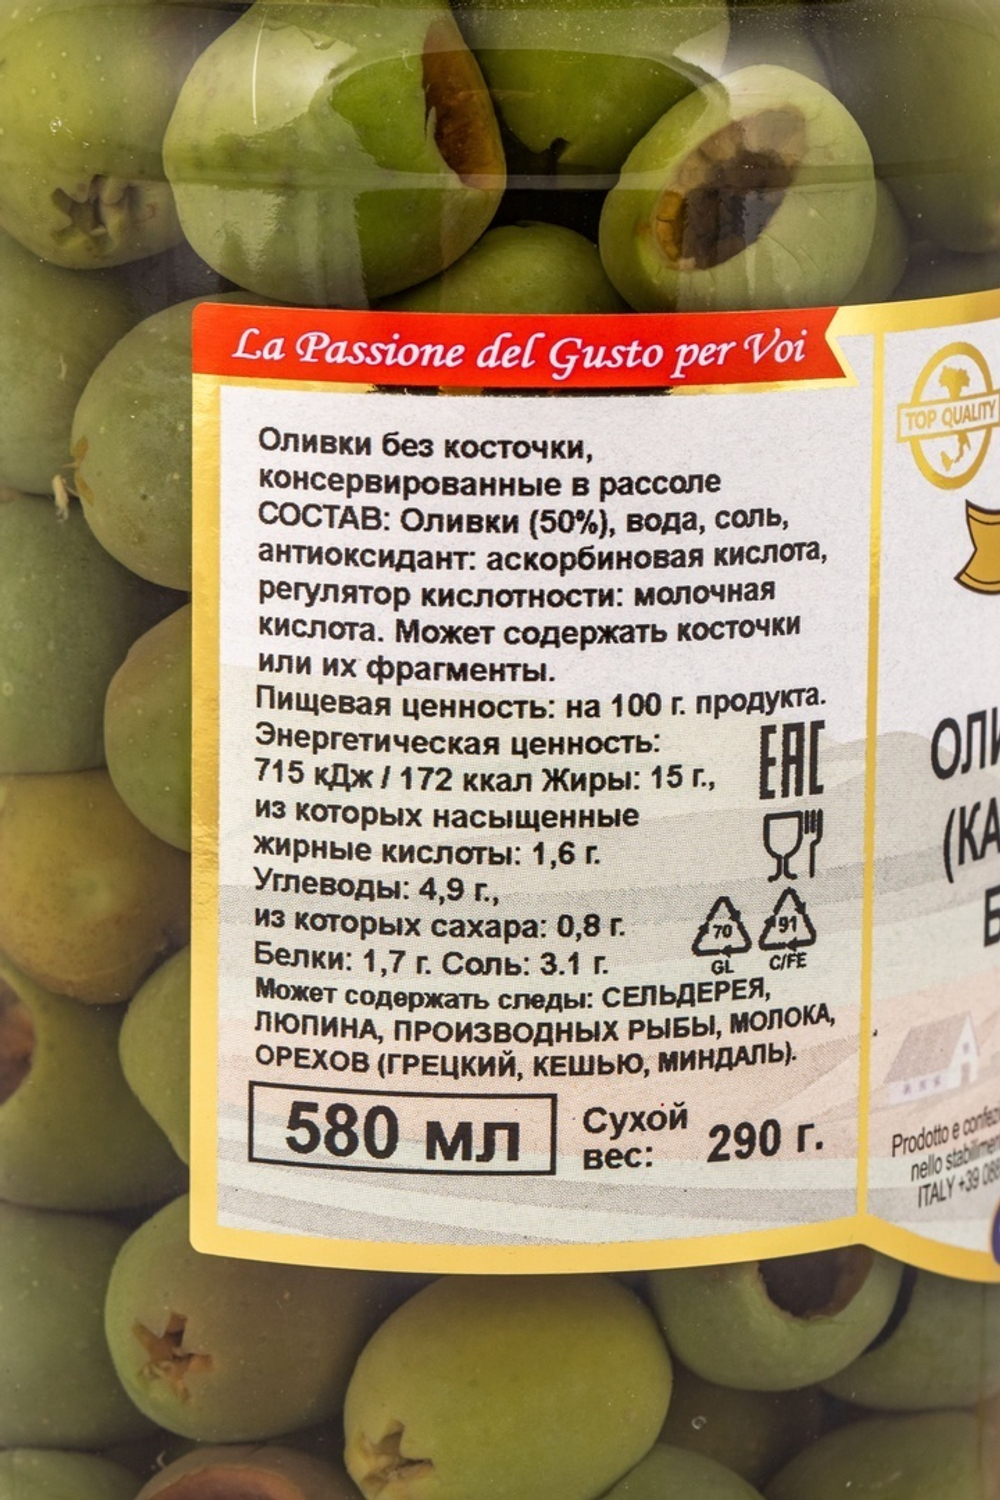 La Passione del Gusto per Voi
Оливки без косточки,
консервированные в рассоле
СОСТАВ: Оливки (50%), вода, соль,
антиоксидант: аскорбиновая кислота,
регулятор кислотности: молочная
кислота. Может содержать косточки
или их фрагменты.
Пищевая ценность: на 100 г. продукта.
Энергетическая ценность:
715 кДж / 172 ккал Жиры: 15 г.,
из которых насыщенные
жирные кислоты: 1,6 г.
Углеводы: 4,9 г.,
из которых сахара: 0,8 г.
Белки: 1,7 г. Соль: 3.1 г.
Может содержать следы: СЕЛЬДЕРЕЯ,
ЛЮПИНА, ПРОИЗВОДНЫХ РЫБЫ, МОЛОКА,
ОРЕХОВ (ГРЕЦКИЙ, КЕШЬЮ, МИНДАЛЬ).
EAC
70
GL
91
C/FE
580 мл
Сухой
вес:
290 г.
TOP QUALITY
ОЛИ
(КА
Б
Prodotto e confez
nello stabilimen
ITALY +39 08